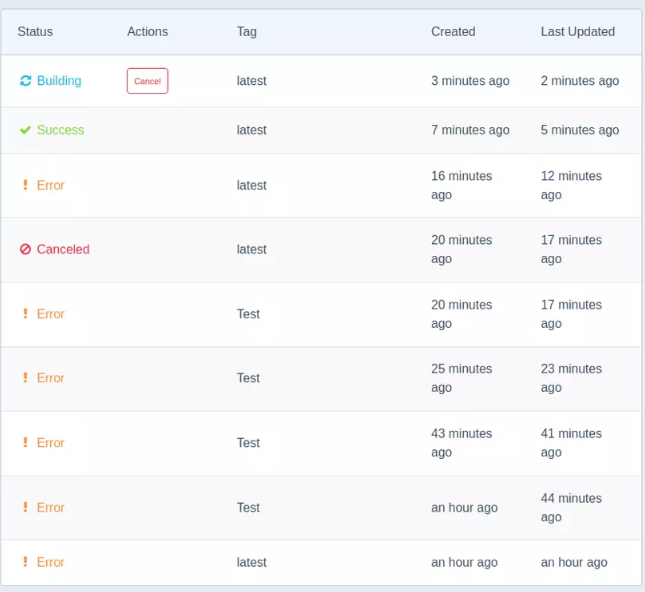 Status Actions Tag Created Last Updated
Building Cancel latest 3 minutes ago 2 minutes ago
Success latest 7 minutes ago 5 minutes ago
Error latest 16 minutes ago 12 minutes ago
Canceled latest 20 minutes ago 17 minutes ago
Error Test 20 minutes ago 17 minutes ago
Error Test 25 minutes ago 23 minutes ago
Error Test 43 minutes ago 41 minutes ago
Error Test an hour ago 44 minutes ago
Error latest an hour ago an hour ago